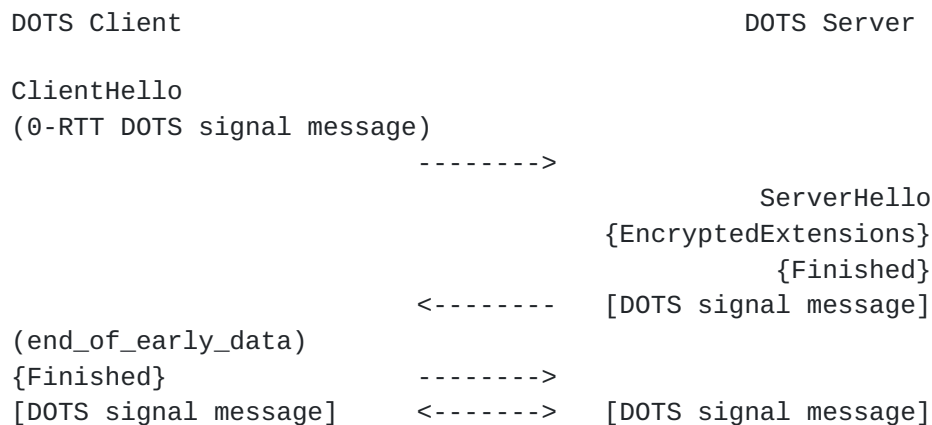 DOTS Client                                    DOTS Server
ClientHello
(0-RTT DOTS signal message)
                          -------->
                                                ServerHello
                                      {EncryptedExtensions}
                                                 {Finished}
                          <--------   [DOTS signal message]
(end_of_early_data)
{Finished}                -------->
[DOTS signal message]     <------->   [DOTS signal message]